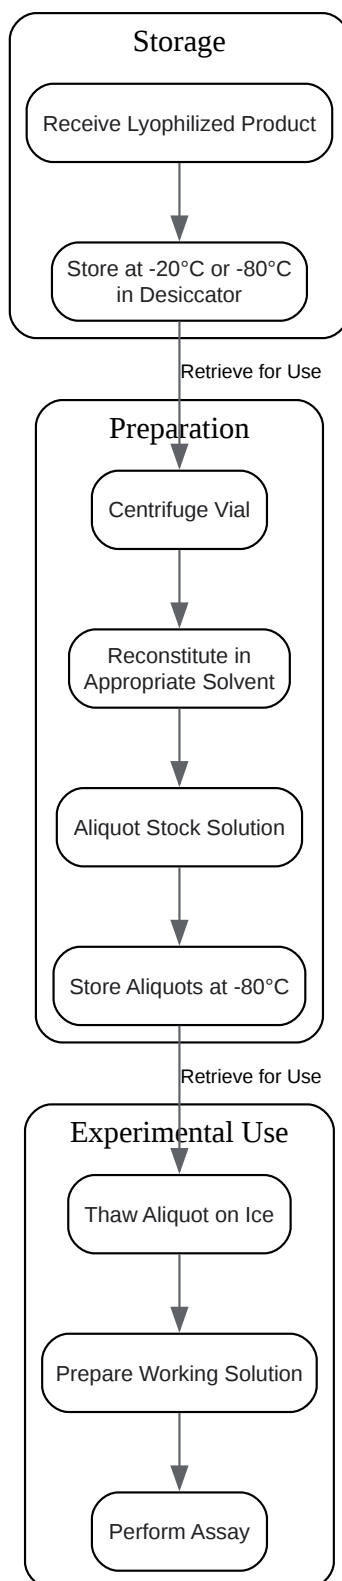 Storage
Receive Lyophilized Product
Store at -20°C or -80°C
in Desiccator
Retrieve for Use
Preparation
Centrifuge Vial
Reconstitute in
Appropriate Solvent
Aliquot Stock Solution
Store Aliquots at -80°C
Retrieve for Use
Experimental Use
Thaw Aliquot on Ice
Prepare Working Solution
Perform Assay